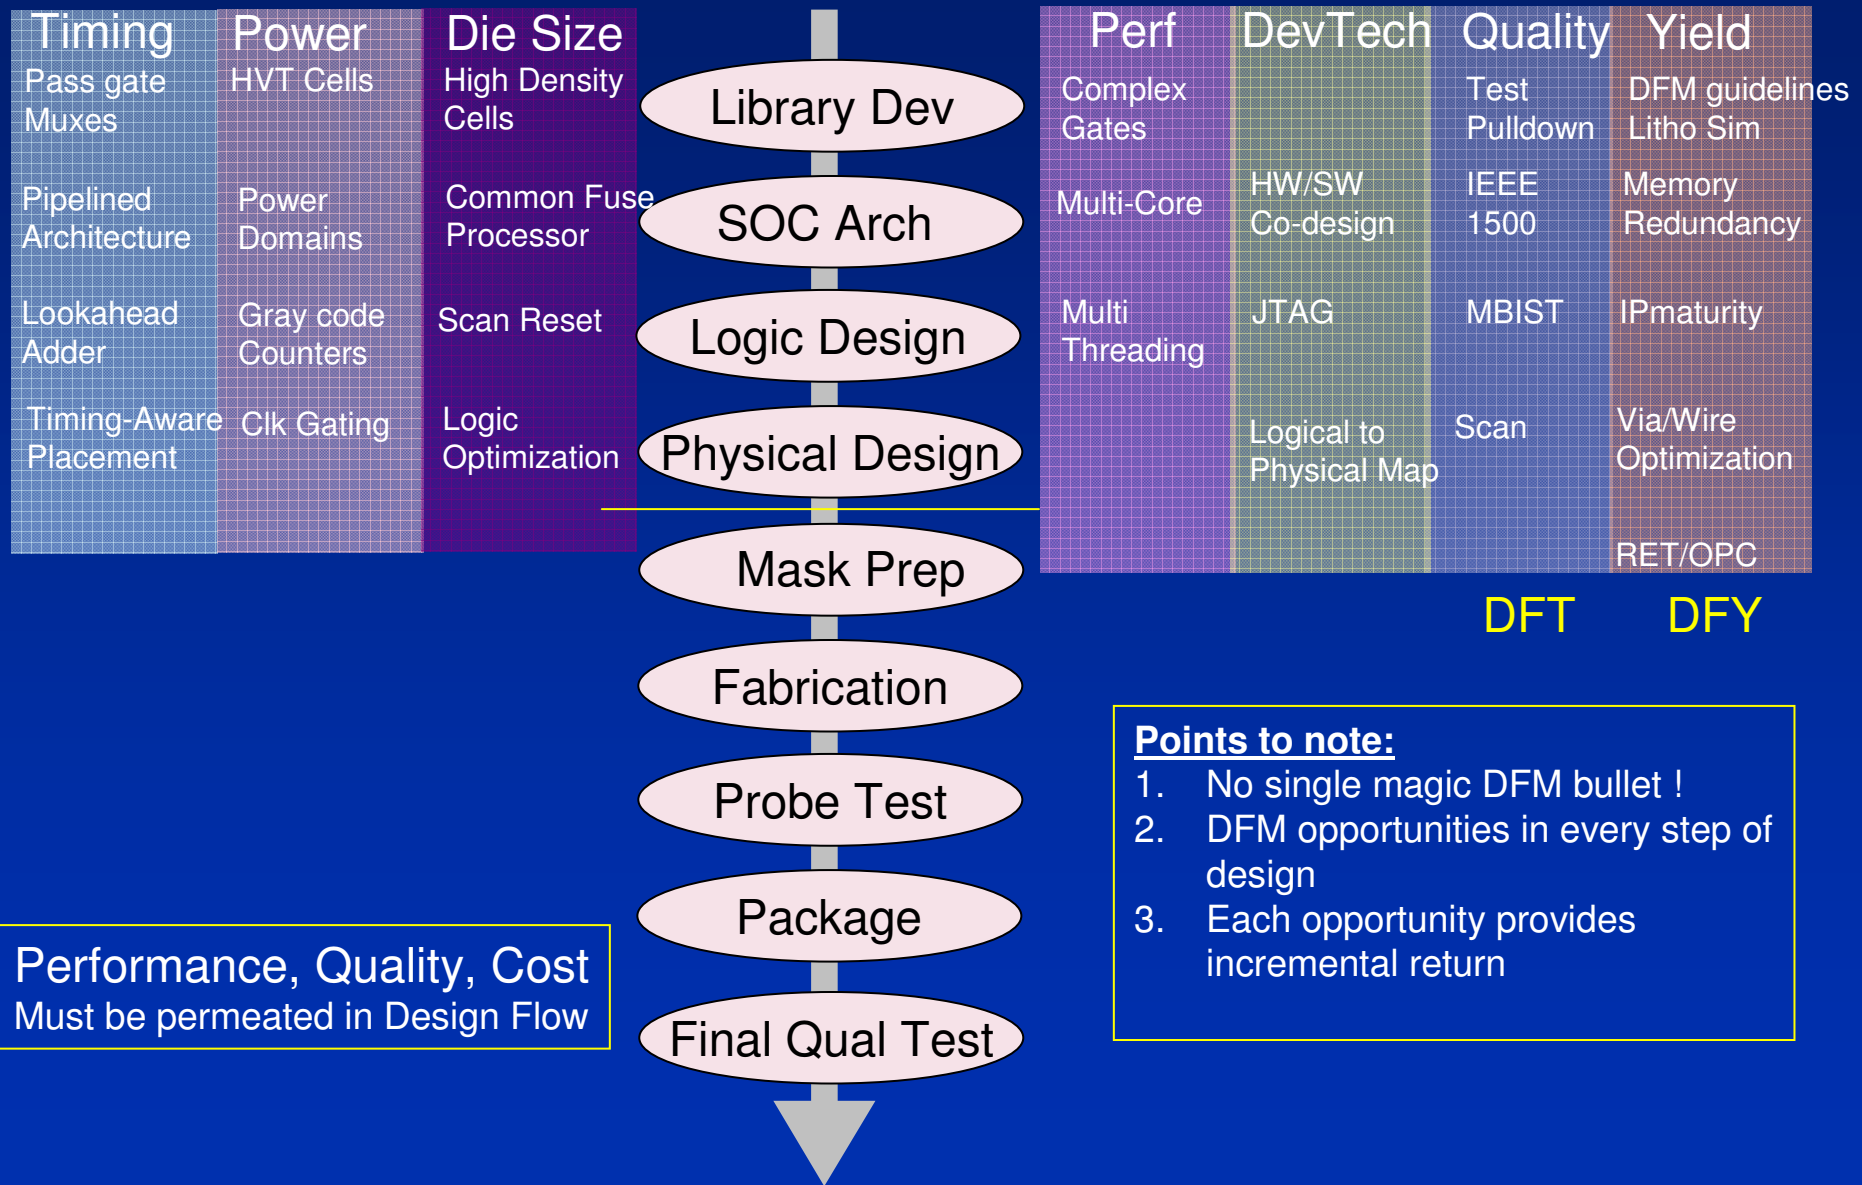 Timing
Pass gate
Muxes
Pipelined
Architecture
Lookahead
Adder
Timing-Aware
Placement
Power
HVT Cells
Power
Domains
Gray code
Counters
Clk Gating
Die Size
High Density
Cells
Common Fuse
Processor
Scan Reset
Logic
Optimization
Library Dev
SOC Arch
Logic Design
Physical Design
Mask Prep
Fabrication
Probe Test
Package
Final Qual Test
Perf
Complex
Gates
Multi-Core
Multi
Threading
DevTech
HW/SW
Co-design
JTAG
Logical to
Physical Map
Quality
Test
Pulldown
IEEE
1500
MBIST
Scan
DFT
Yield
DFM guidelines
Litho Sim
Memory
Redundancy
IPmaturity
Via/Wire
Optimization
RET/OPC
DFY
Points to note:
1. No single magic DFM bullet !
2. DFM opportunities in every step of
design
3. Each opportunity provides
incremental return
Performance, Quality, Cost
Must be permeated in Design Flow